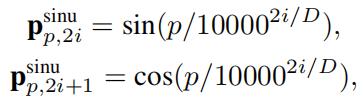 𝐩^sinu_{p,2i} = sin(p/10000^{2i/D}),
𝐩^sinu_{p,2i+1} = cos(p/10000^{2i/D}),